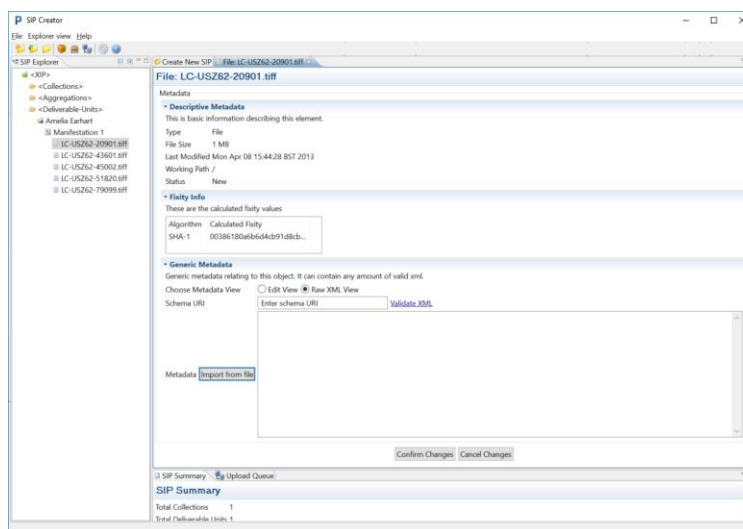 SIP Creator
File Explorer view Help
SIP Explorer
<XIP>
<Collections>
<Aggregations>
<Deliverable-Units>
Amelia Earhart
Manifestation 1
LC-USZ62-20901.tiff
LC-USZ62-43601.tiff
LC-USZ62-45002.tiff
LC-USZ62-51820.tiff
LC-USZ62-79099.tiff
Create New SIP File: LC-USZ62-20901.tiff
File: LC-USZ62-20901.tiff
Metadata
Descriptive Metadata
This is basic information describing this element.
Type File
File Size 1 MB
Last Modified Mon Apr 08 15:44:28 BST 2013
Working Path /
Status New
Fixity Info
These are the calculated fixity values
Algorithm Calculated Fixity
SHA-1 00386180a6b6d4cb91d8cb...
Generic Metadata
Generic metadata relating to this object. It can contain any amount of valid xml.
Choose Metadata View Edit View Raw XML View
Schema URI Enter schema URI Validate XML
Metadata Import from file
Confirm Changes Cancel Changes
SIP Summary Upload Queue
SIP Summary
Total Collections 1
Total Deliverable Units 1